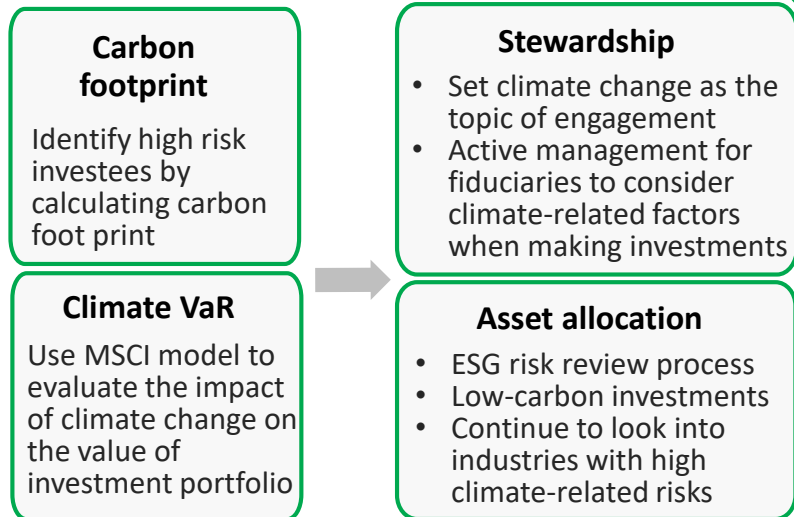 Carbon
footprint
Identify high risk
investees by
calculating carbon
foot print
Climate VaR
Use MSCI model to
evaluate the impact
of climate change on
the value of
investment portfolio
Stewardship
• Set climate change as the
topic of engagement
• Active management for
fiduciaries to consider
climate-related factors
when making investments
Asset allocation
• ESG risk review process
• Low-carbon investments
• Continue to look into
industries with high
climate-related risks